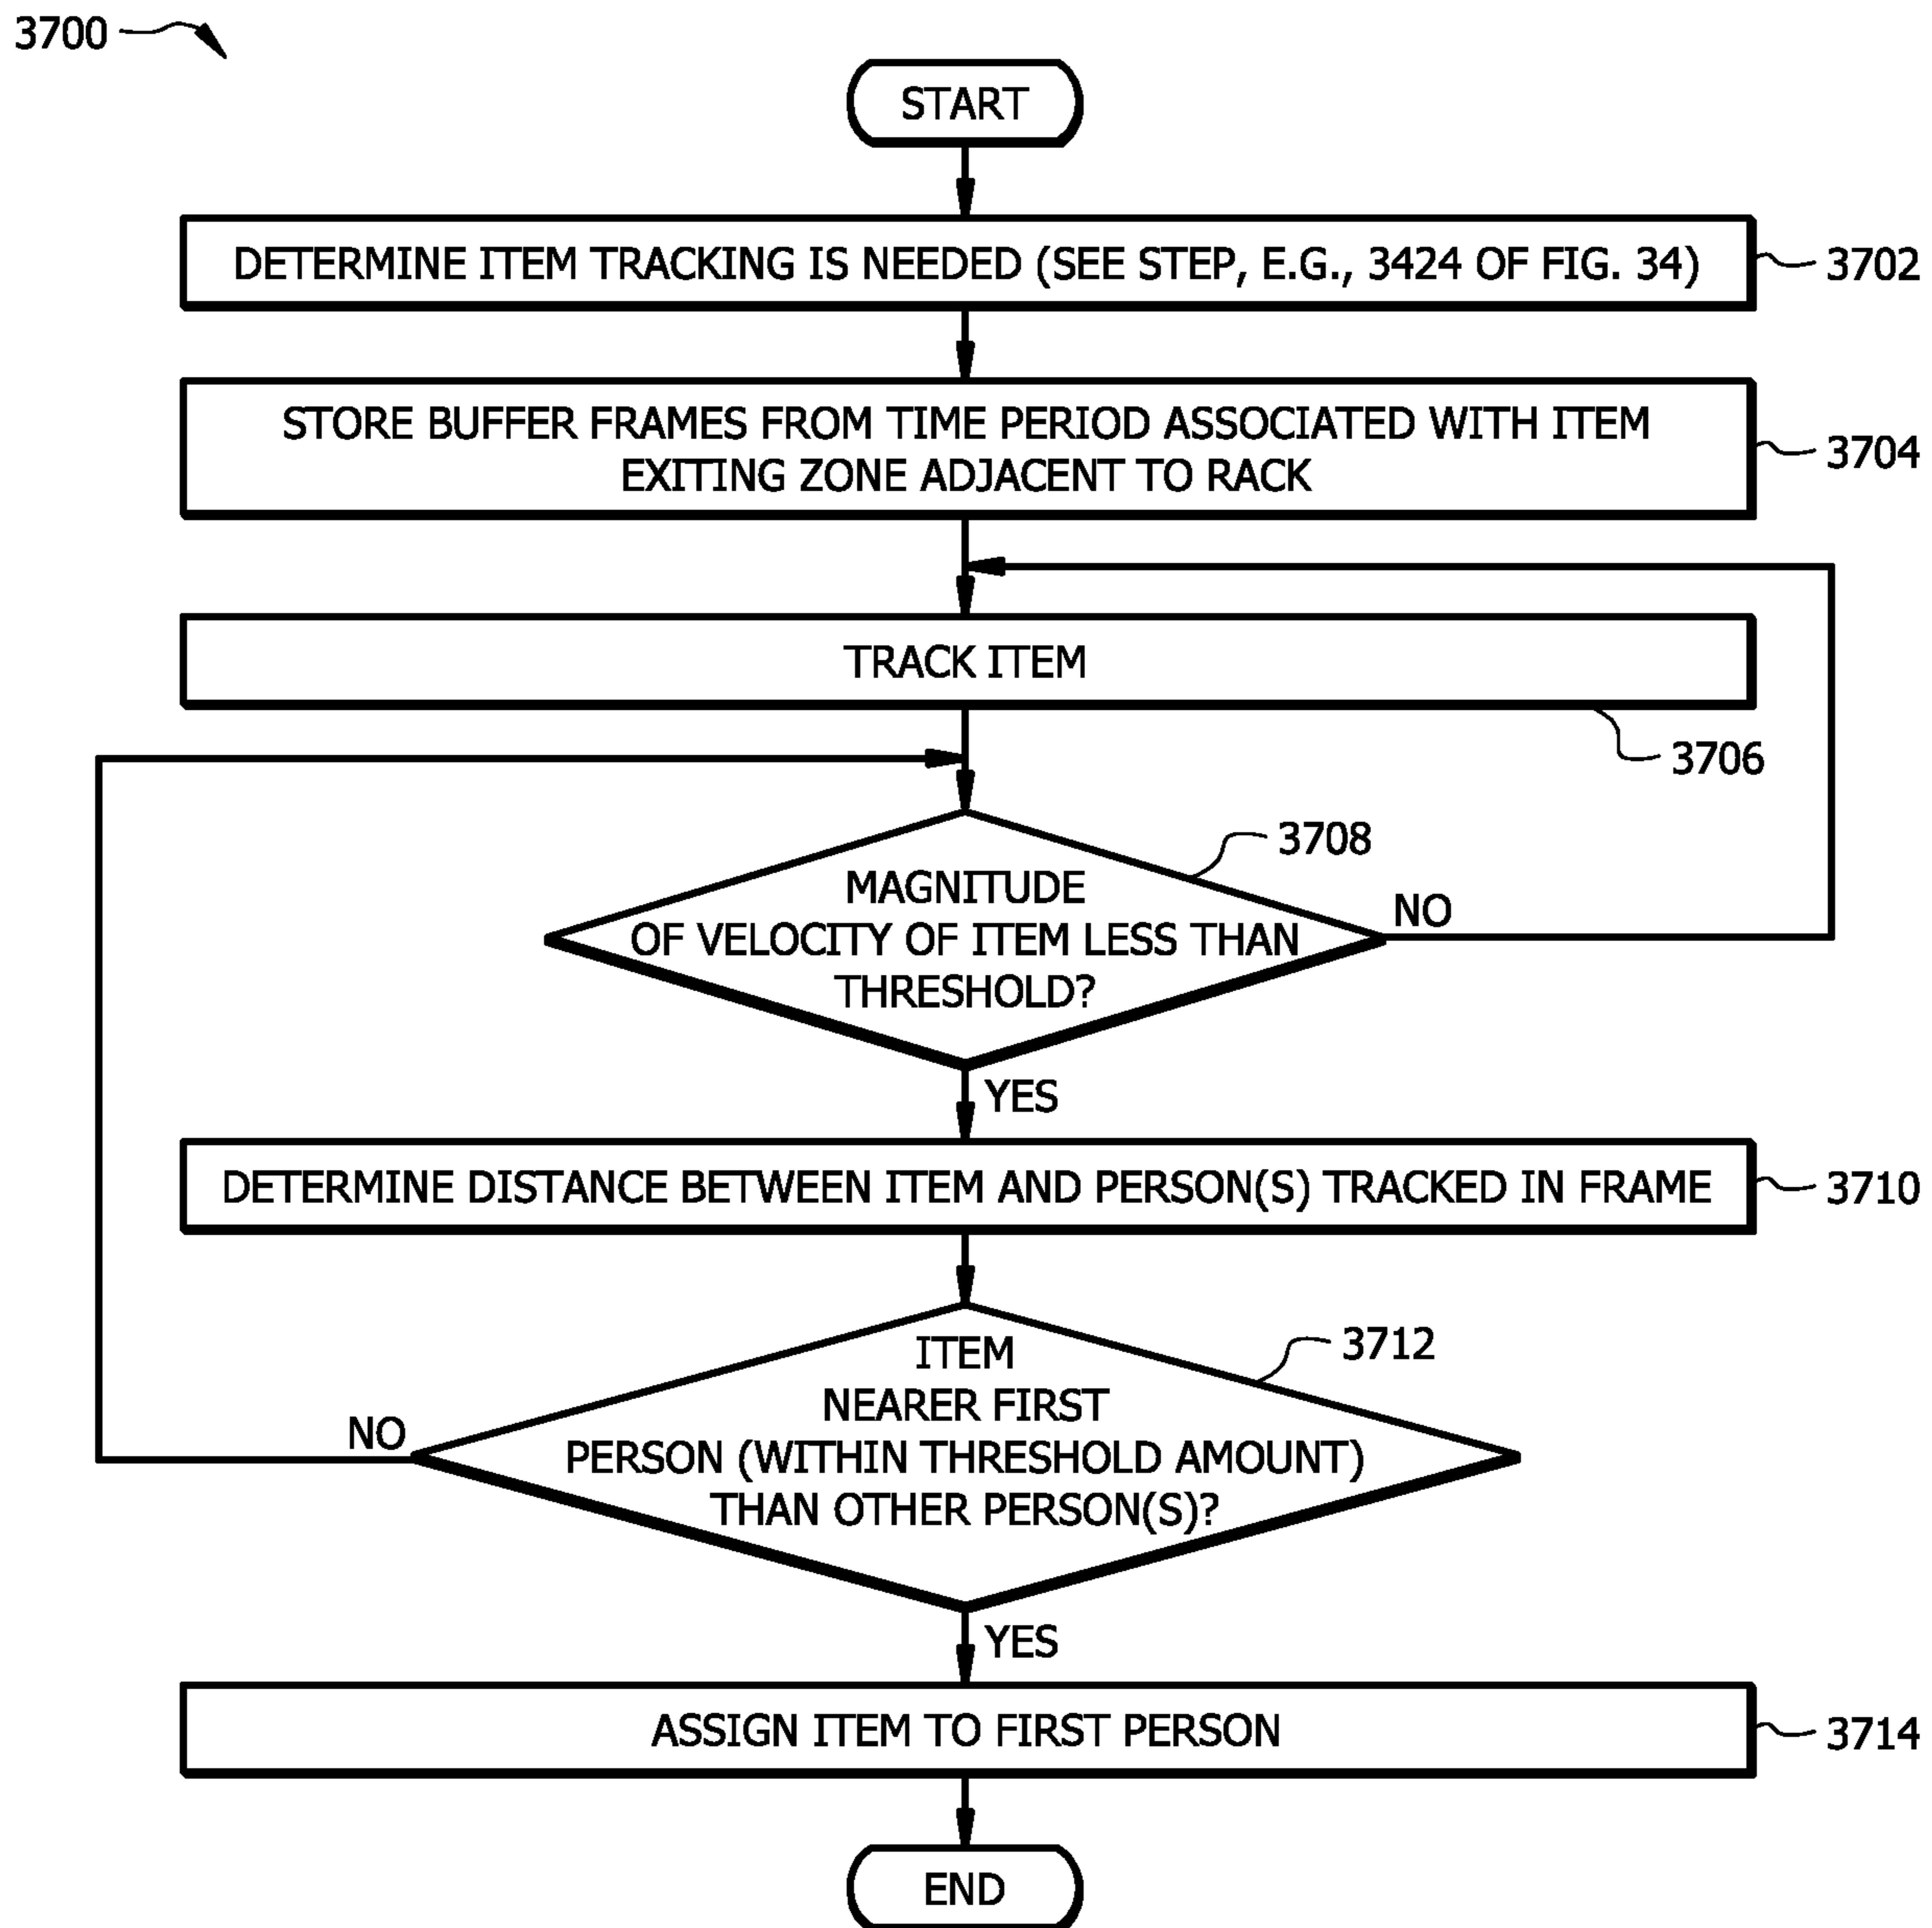 3700
START
DETERMINE ITEM TRACKING IS NEEDED (SEE STEP, E.G., 3424 OF FIG. 34)
3702
STORE BUFFER FRAMES FROM TIME PERIOD ASSOCIATED WITH ITEM
EXITING ZONE ADJACENT TO RACK
3704
TRACK ITEM
3706
3708
MAGNITUDE
OF VELOCITY OF ITEM LESS THAN
THRESHOLD?
NO
YES
DETERMINE DISTANCE BETWEEN ITEM AND PERSON(S) TRACKED IN FRAME
3710
3712
ITEM
NEARER FIRST
PERSON (WITHIN THRESHOLD AMOUNT)
THAN OTHER PERSON(S)?
NO
YES
ASSIGN ITEM TO FIRST PERSON
3714
END